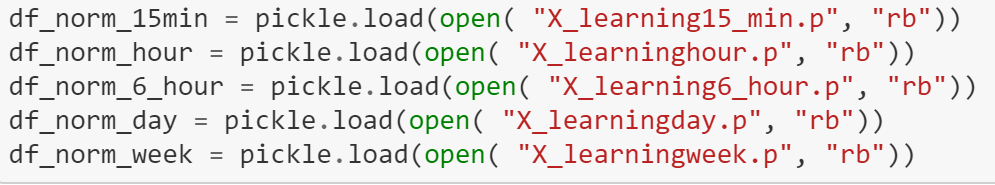 df_norm_15min = pickle.load(open( "X_learning15_min.p", "rb"))
df_norm_hour = pickle.load(open( "X_learninghour.p", "rb"))
df_norm_6_hour = pickle.load(open( "X_learning6_hour.p", "rb"))
df_norm_day = pickle.load(open( "X_learningday.p", "rb"))
df_norm_week = pickle.load(open( "X_learningweek.p", "rb"))